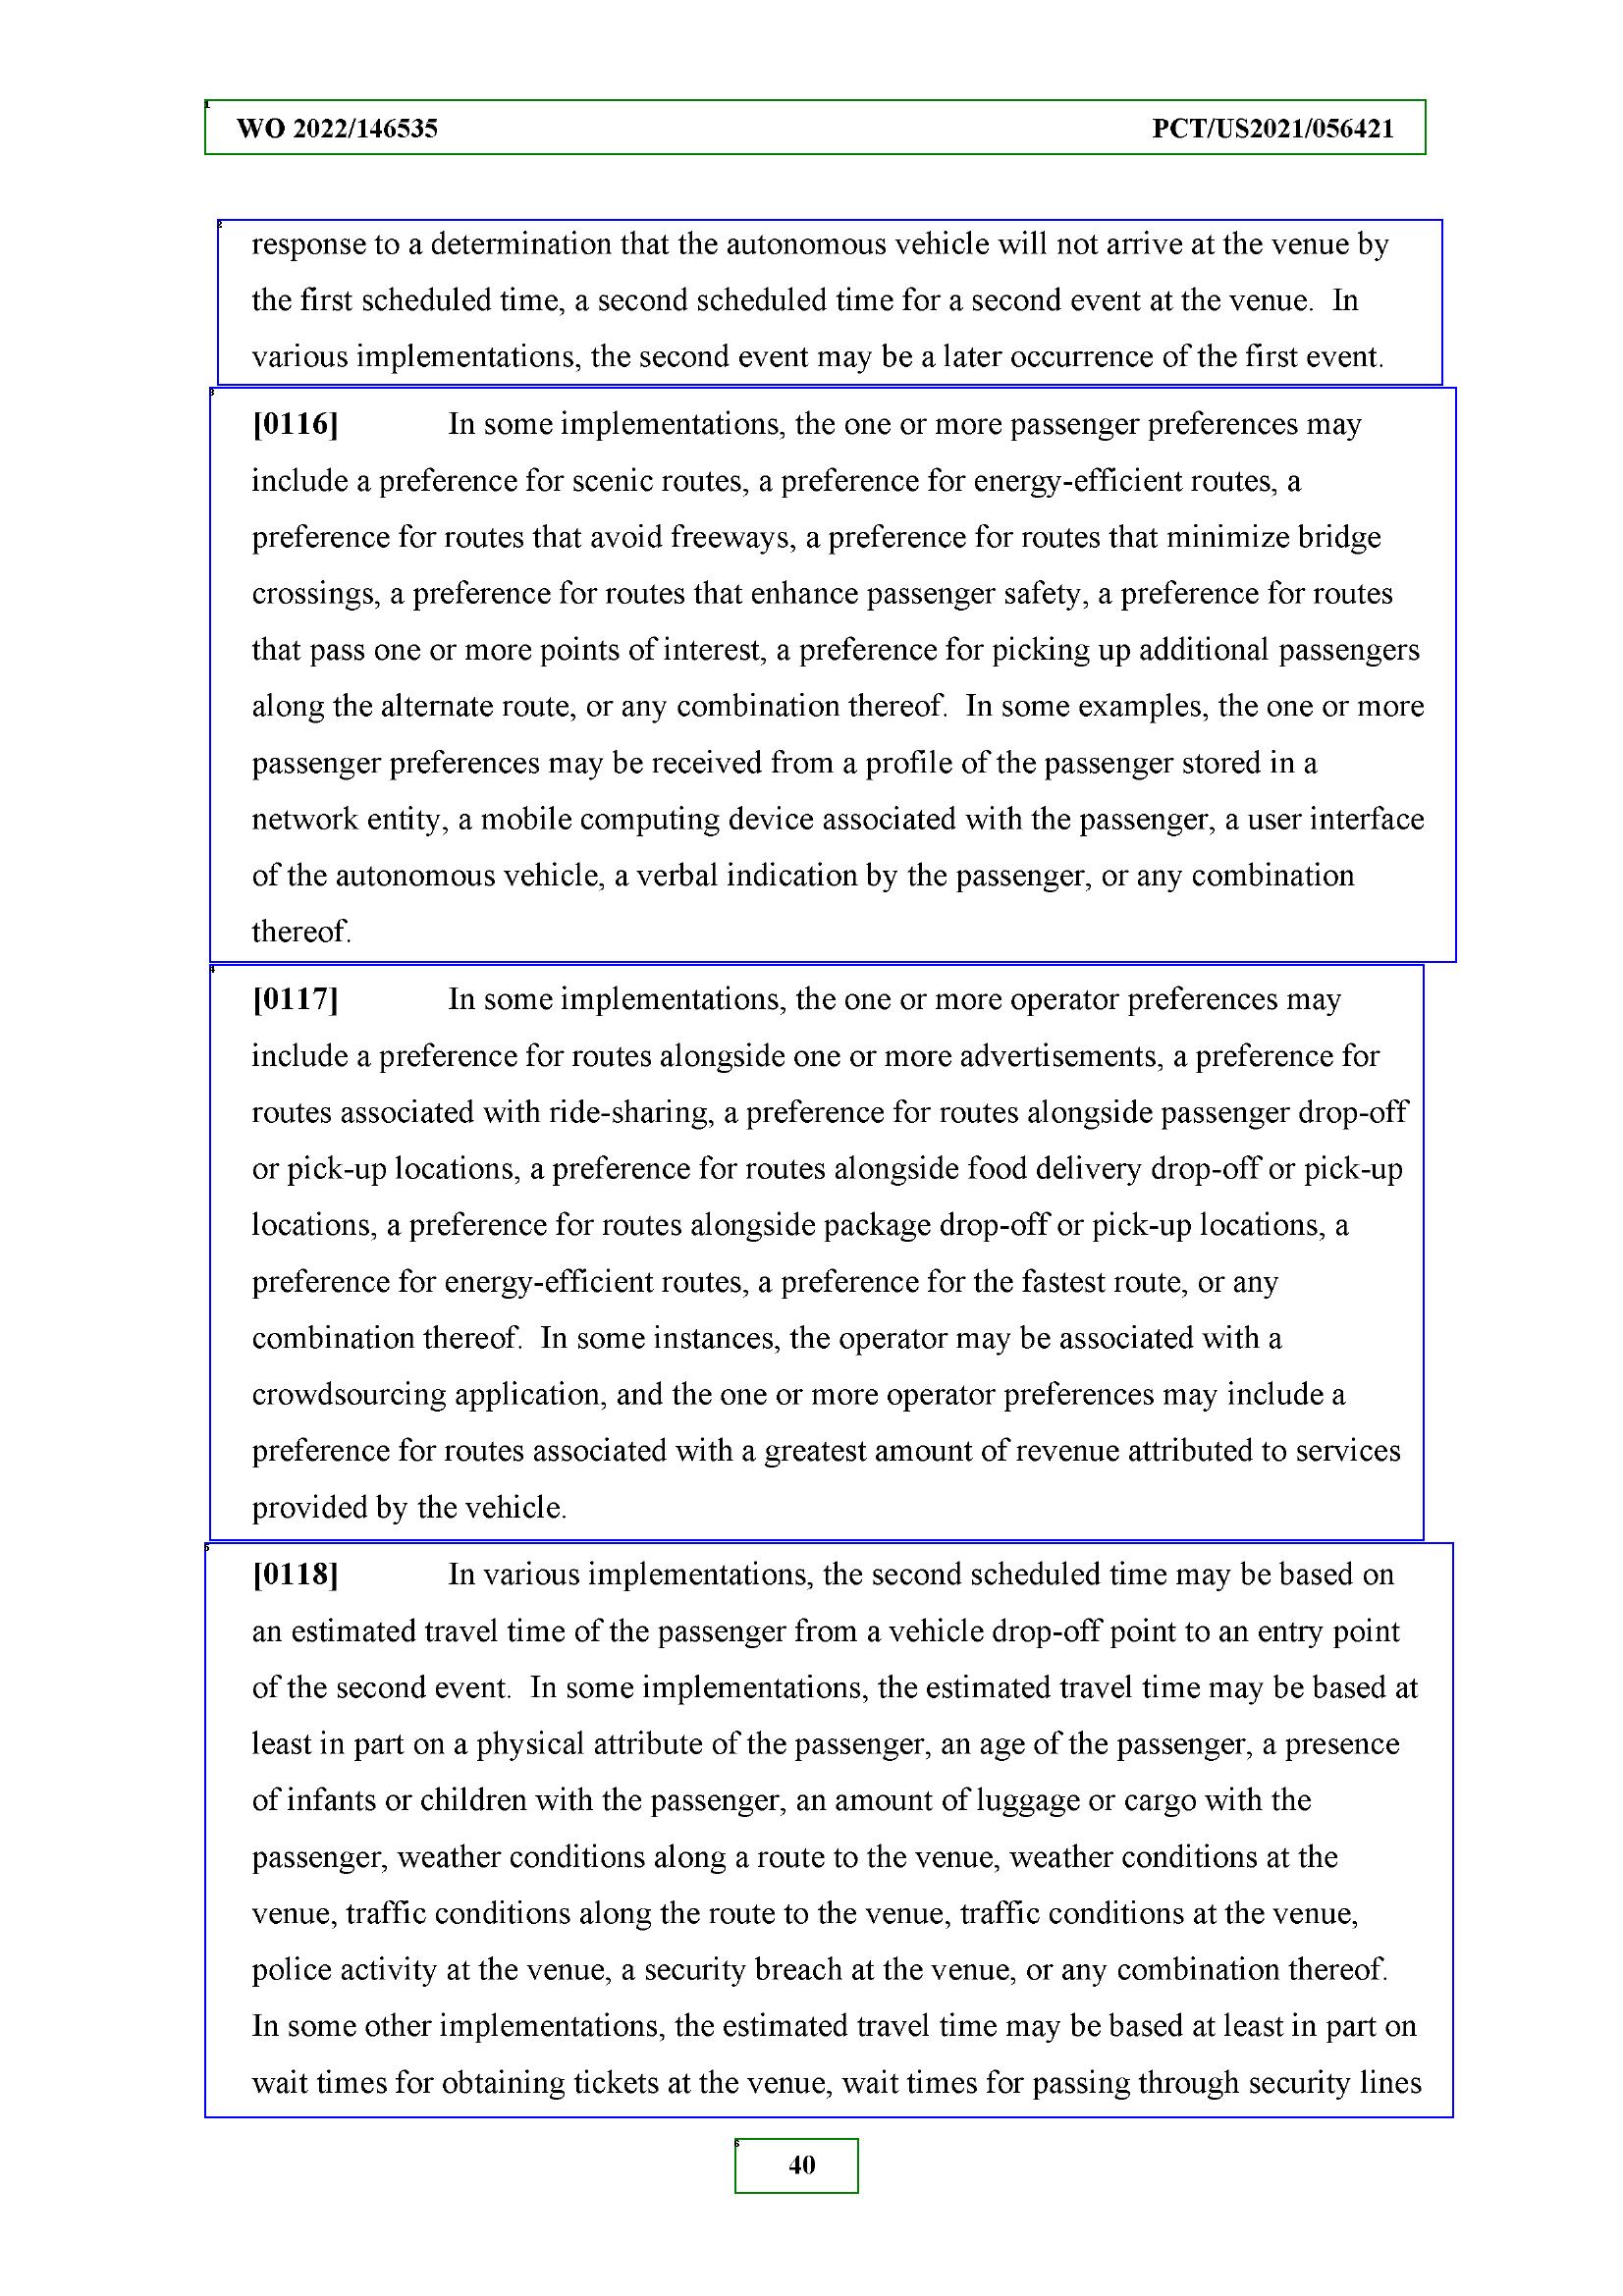 WO 2022/146535 PCT/US2021/056421
response to a determination that the autonomous vehicle will not arrive at the venue by
the first scheduled time, a second scheduled time for a second event at the venue.  In
various implementations, the second event may be a later occurrence of the first event.
[0116] In some implementations, the one or more passenger preferences may
include a preference for scenic routes, a preference for energy-efficient routes, a
preference for routes that avoid freeways, a preference for routes that minimize bridge
crossings, a preference for routes that enhance passenger safety, a preference for routes
that pass one or more points of interest, a preference for picking up additional passengers
along the alternate route, or any combination thereof.  In some examples, the one or more
passenger preferences may be received from a profile of the passenger stored in a
network entity, a mobile computing device associated with the passenger, a user interface
of the autonomous vehicle, a verbal indication by the passenger, or any combination
thereof.
[0117] In some implementations, the one or more operator preferences may
include a preference for routes alongside one or more advertisements, a preference for
routes associated with ride-sharing, a preference for routes alongside passenger drop-off
or pick-up locations, a preference for routes alongside food delivery drop-off or pick-up
locations, a preference for routes alongside package drop-off or pick-up locations, a
preference for energy-efficient routes, a preference for the fastest route, or any
combination thereof.  In some instances, the operator may be associated with a
crowdsourcing application, and the one or more operator preferences may include a
preference for routes associated with a greatest amount of revenue attributed to services
provided by the vehicle.
[0118] In various implementations, the second scheduled time may be based on
an estimated travel time of the passenger from a vehicle drop-off point to an entry point
of the second event.  In some implementations, the estimated travel time may be based at
least in part on a physical attribute of the passenger, an age of the passenger, a presence
of infants or children with the passenger, an amount of luggage or cargo with the
passenger, weather conditions along a route to the venue, weather conditions at the
venue, traffic conditions along the route to the venue, traffic conditions at the venue,
police activity at the venue, a security breach at the venue, or any combination thereof.
In some other implementations, the estimated travel time may be based at least in part on
wait times for obtaining tickets at the venue, wait times for passing through security lines
40